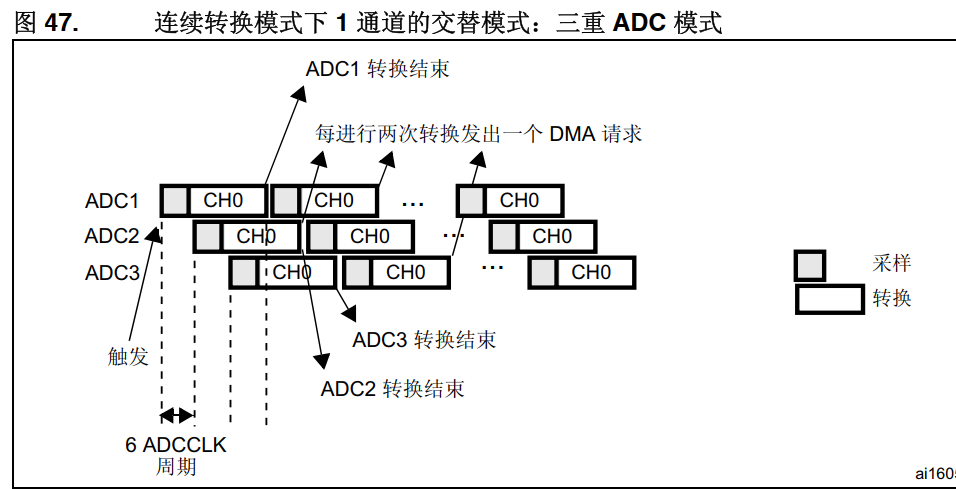 图 47. 连续转换模式下 1 通道的交替模式：三重 ADC 模式
ADC1 转换结束
每进行两次转换发出一个 DMA 请求
ADC1 CH0 CH0 ... CH0
ADC2 CH0 CH0 ... CH0
ADC3 CH0 CH0 ... CH0
采样
转换
触发
ADC3 转换结束
ADC2 转换结束
6 ADCCLK
周期
ai160